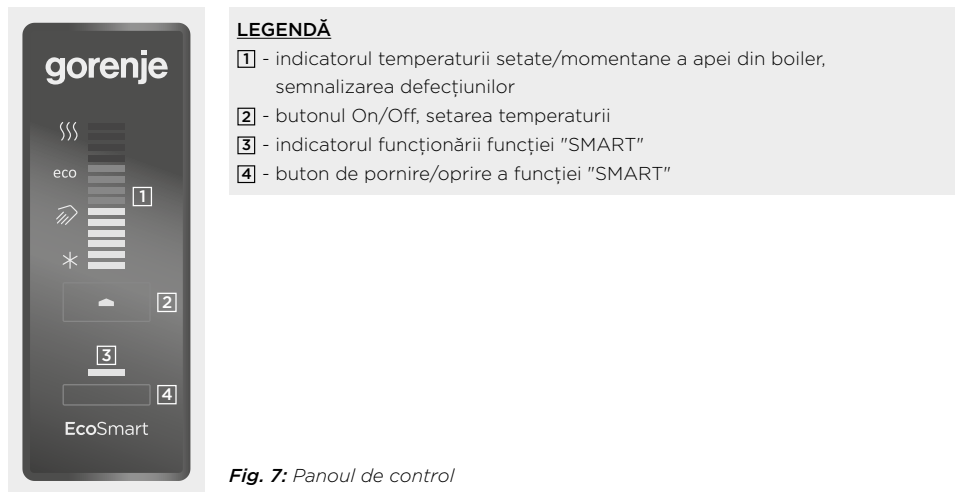 gorenje
eco
1
2
3
4
EcoSmart
LEGENDĂ
1 - indicatorul temperaturii setate/momentane a apei din boiler,
semnalizarea defecțiunilor
2 - butonul On/Off, setarea temperaturii
3 - indicatorul funcționării funcției "SMART"
4 - buton de pornire/oprire a funcției "SMART"
Fig. 7: Panoul de control